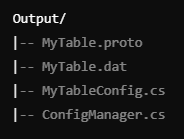 Output/
|-- MyTable.proto
|-- MyTable.dat
|-- MyTableConfig.cs
|-- ConfigManager.cs